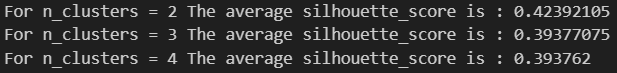 For n_clusters = 2 The average silhouette_score is : 0.42392105
For n_clusters = 3 The average silhouette_score is : 0.39377075
For n_clusters = 4 The average silhouette_score is : 0.393762